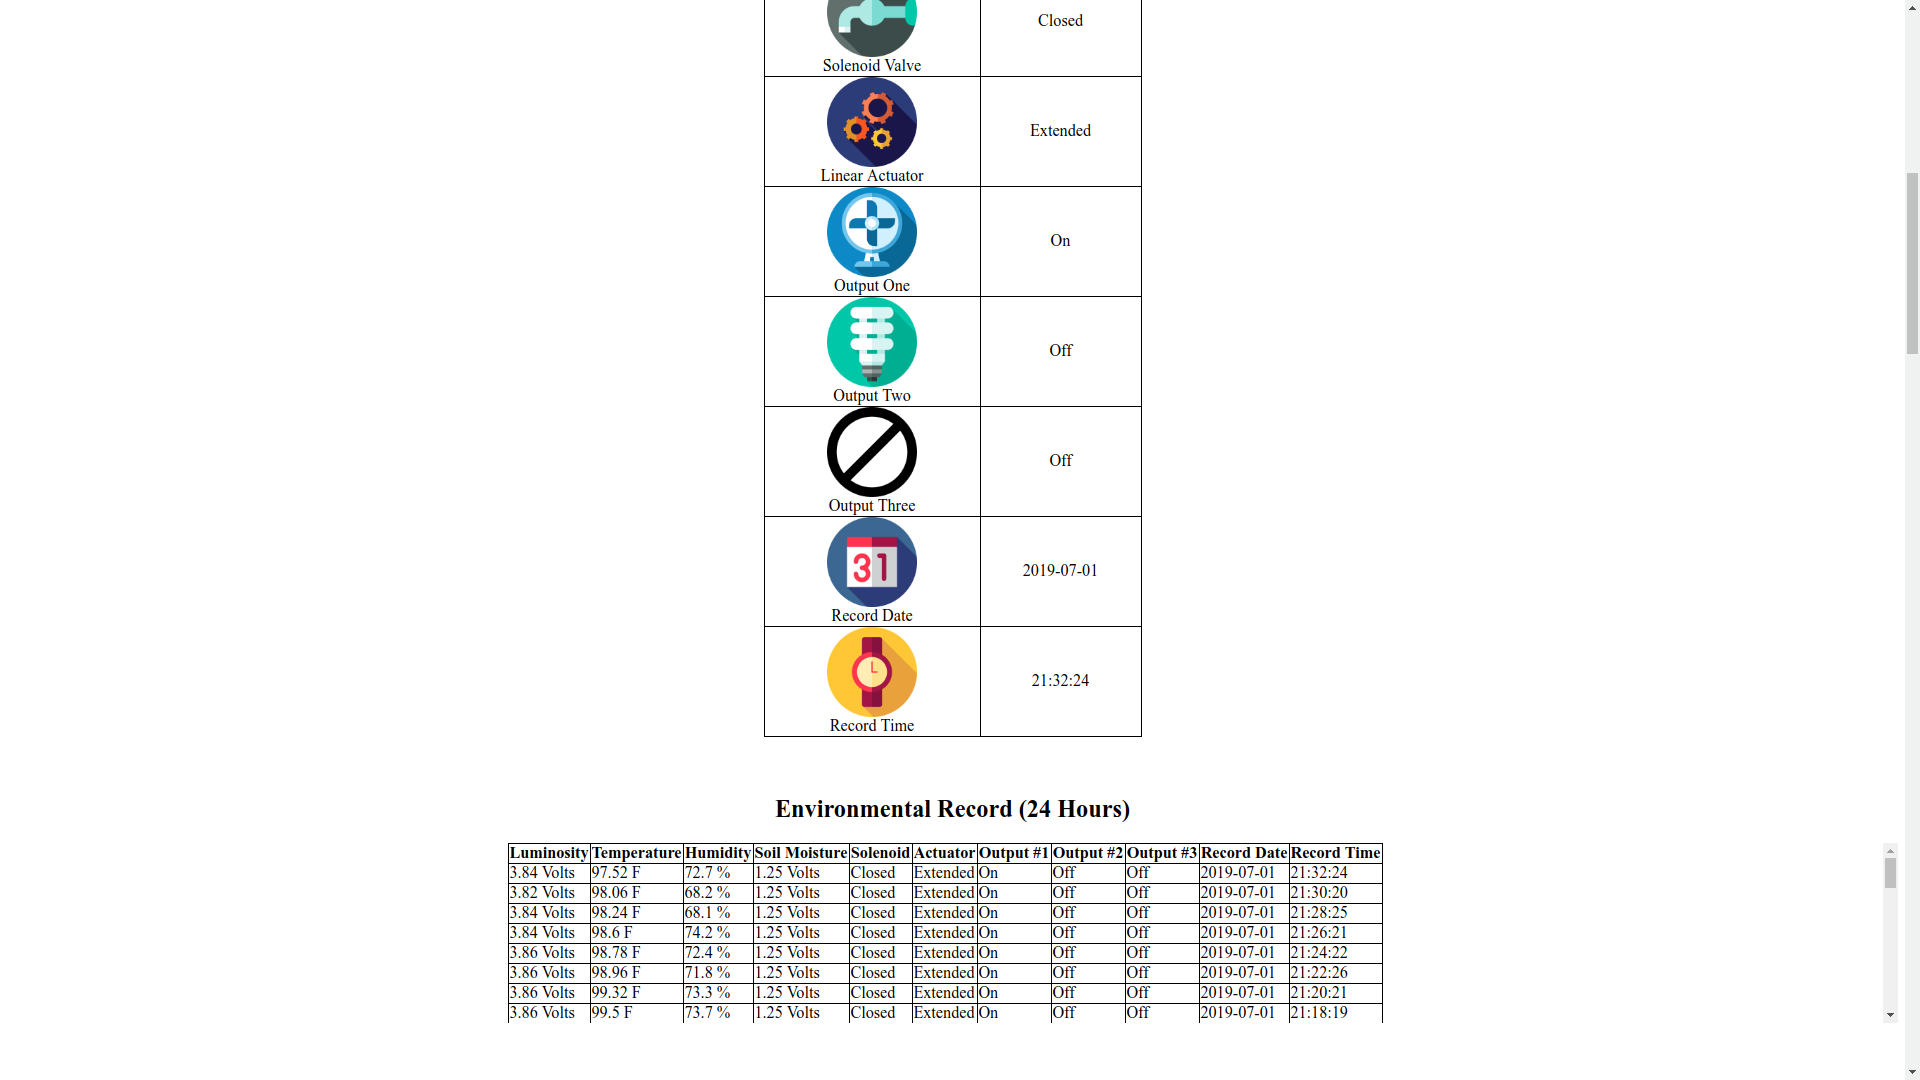 Closed
Solenoid Valve
Extended
Linear Actuator
On
Output One
Off
Output Two
Off
Output Three
31
2019-07-01
Record Date
21:32:24
Record Time
Environmental Record (24 Hours)
Luminosity Temperature Humidity Soil Moisture Solenoid Actuator Output #1 Output #2 Output #3 Record Date Record Time
3.84 Volts 97.52 F 72.7 % 1.25 Volts Closed Extended On Off Off 2019-07-01 21:32:24
3.82 Volts 98.06 F 68.2 % 1.25 Volts Closed Extended On Off Off 2019-07-01 21:30:20
3.84 Volts 98.24 F 68.1 % 1.25 Volts Closed Extended On Off Off 2019-07-01 21:28:25
3.84 Volts 98.6 F 74.2 % 1.25 Volts Closed Extended On Off Off 2019-07-01 21:26:21
3.86 Volts 98.78 F 72.4 % 1.25 Volts Closed Extended On Off Off 2019-07-01 21:24:22
3.86 Volts 98.96 F 71.8 % 1.25 Volts Closed Extended On Off Off 2019-07-01 21:22:26
3.86 Volts 99.32 F 73.3 % 1.25 Volts Closed Extended On Off Off 2019-07-01 21:20:21
3.86 Volts 99.5 F 73.7 % 1.25 Volts Closed Extended On Off Off 2019-07-01 21:18:19